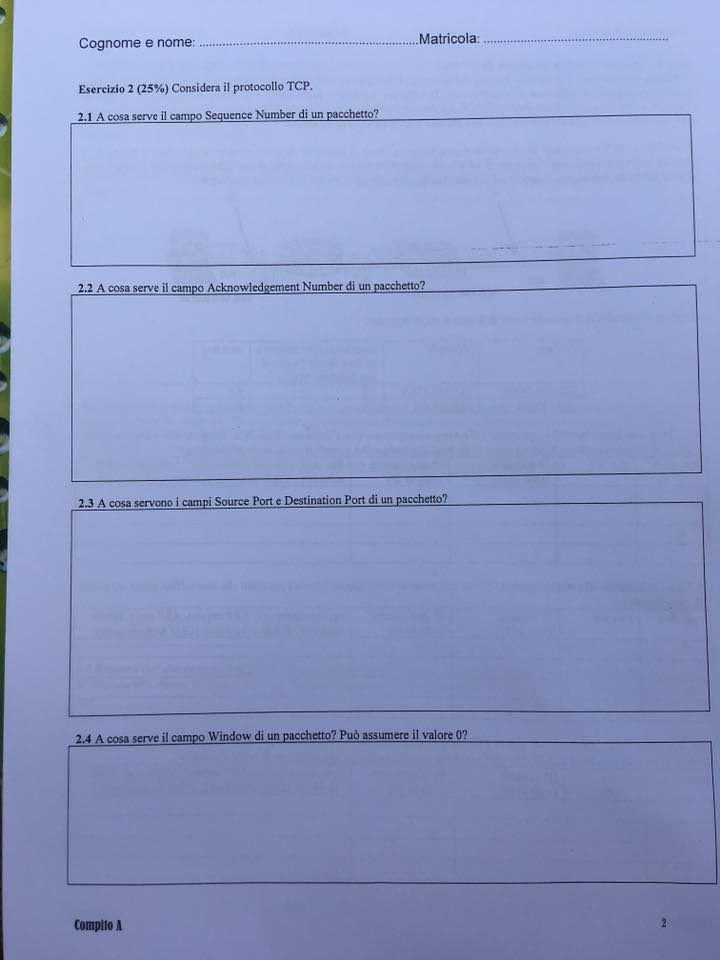 Cognome e nome: ........................................................Matricola: ................................................
Esercizio 2 (25%) Considera il protocollo TCP.
2.1 A cosa serve il campo Sequence Number di un pacchetto?
2.2 A cosa serve il campo Acknowledgement Number di un pacchetto?
2.3 A cosa servono i campi Source Port e Destination Port di un pacchetto?
2.4 A cosa serve il campo Window di un pacchetto? Può assumere il valore 0?
Compito A 2